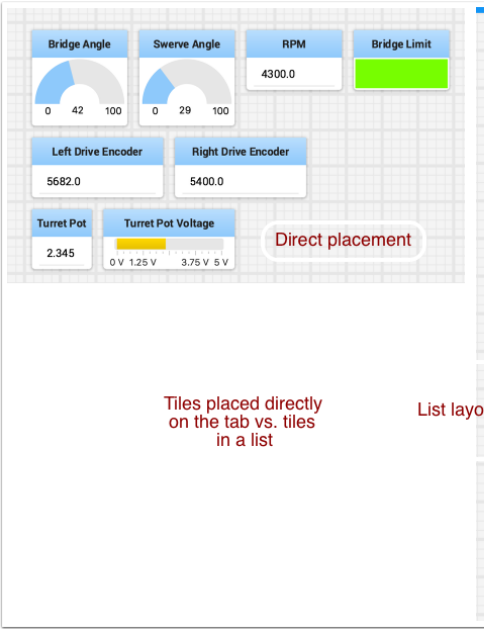 Bridge Angle
0 42 100
Swerve Angle
0 29 100
RPM
4300.0
Bridge Limit
Left Drive Encoder
5682.0
Right Drive Encoder
5400.0
Turret Pot
2.345
Turret Pot Voltage
0 V 1.25 V 3.75 V 5 V
Direct placement
Tiles placed directly
on the tab vs. tiles
in a list
List layo